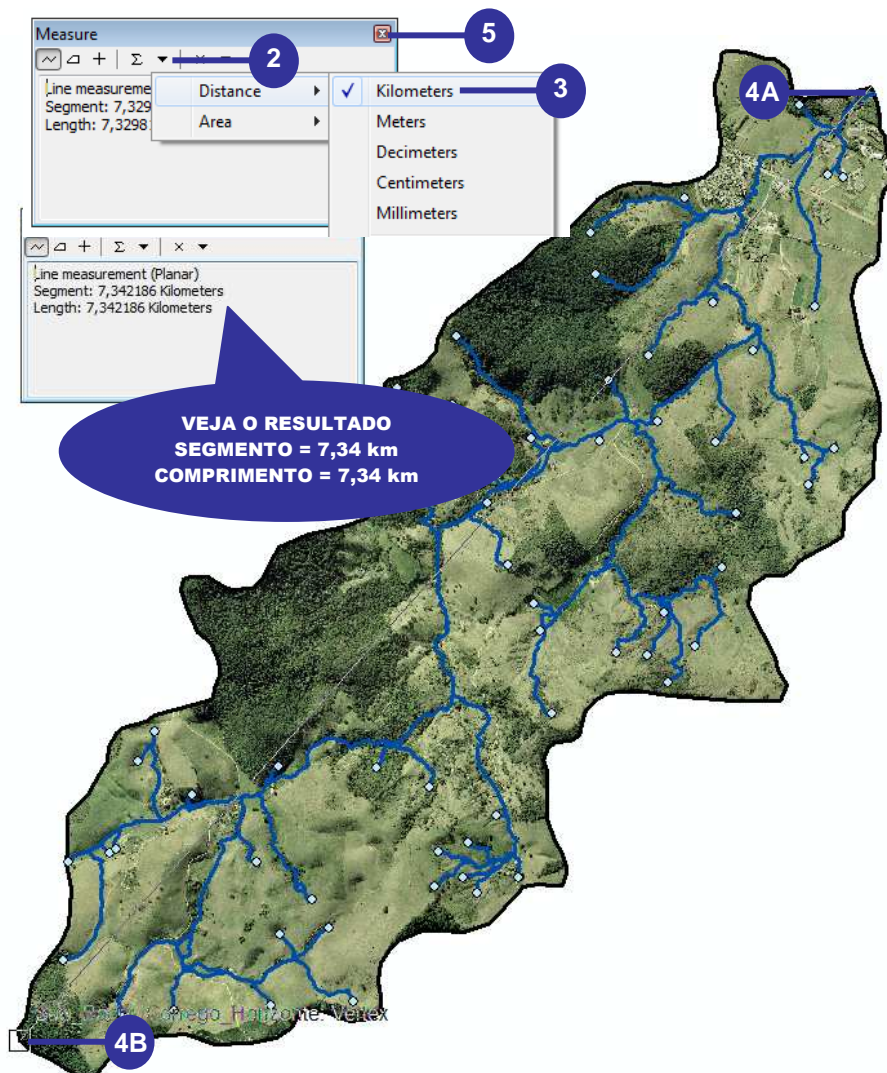 Measure
5
2
Line measureme
Segment: 7,329
Length: 7,3298
Distance
Area
Kilometers
3
Meters
Decimeters
Centimeters
Millimeters
4A
Line measurement (Planar)
Segment: 7,342186 Kilometers
Length: 7,342186 Kilometers
VEJA O RESULTADO
SEGMENTO = 7,34 km
COMPRIMENTO = 7,34 km
Vertex
4B